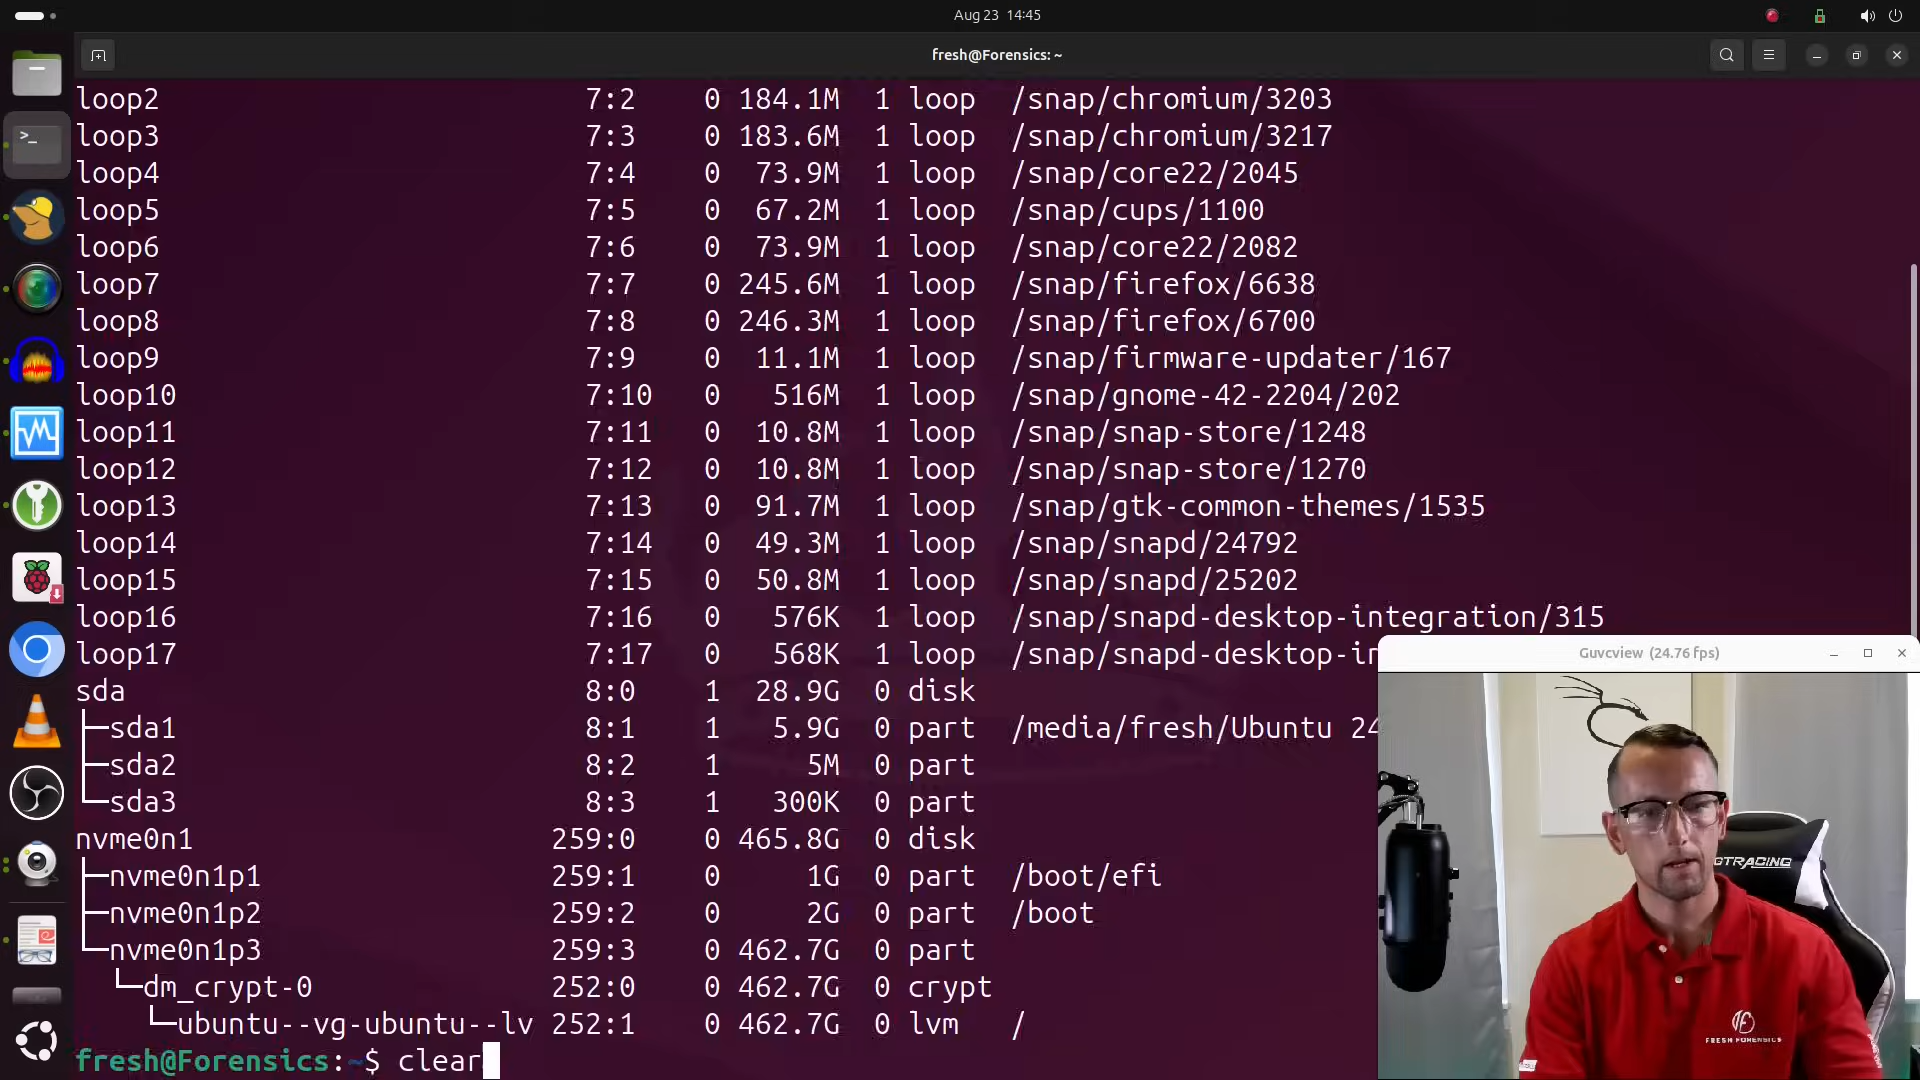 Aug 23 14:45
fresh@Forensics: ~
loop2 7:2 0 184.1M 1 loop /snap/chromium/3203
loop3 7:3 0 183.6M 1 loop /snap/chromium/3217
loop4 7:4 0 73.9M 1 loop /snap/core22/2045
loop5 7:5 0 67.2M 1 loop /snap/cups/1100
loop6 7:6 0 73.9M 1 loop /snap/core22/2082
loop7 7:7 0 245.6M 1 loop /snap/firefox/6638
loop8 7:8 0 246.3M 1 loop /snap/firefox/6700
loop9 7:9 0 11.1M 1 loop /snap/firmware-updater/167
loop10 7:10 0 516M 1 loop /snap/gnome-42-2204/202
loop11 7:11 0 10.8M 1 loop /snap/snap-store/1248
loop12 7:12 0 10.8M 1 loop /snap/snap-store/1270
loop13 7:13 0 91.7M 1 loop /snap/gtk-common-themes/1535
loop14 7:14 0 49.3M 1 loop /snap/snapd/24792
loop15 7:15 0 50.8M 1 loop /snap/snapd/25202
loop16 7:16 0 576K 1 loop /snap/snapd-desktop-integration/315
loop17 7:17 0 568K 1 loop /snap/snapd-desktop-in
sda 8:0 1 28.9G 0 disk
├─sda1 8:1 1 5.9G 0 part /media/fresh/Ubuntu 24
├─sda2 8:2 1 5M 0 part
└─sda3 8:3 1 300K 0 part
nvme0n1 259:0 0 465.8G 0 disk
├─nvme0n1p1 259:1 0 1G 0 part /boot/efi
├─nvme0n1p2 259:2 0 2G 0 part /boot
└─nvme0n1p3 259:3 0 462.7G 0 part
└─dm_crypt-0 252:0 0 462.7G 0 crypt
└─ubuntu--vg-ubuntu--lv 252:1 0 462.7G 0 lvm /
fresh@Forensics:~$ clear
Guvcview (24.76 fps)
GTRACING
FRESH FORENSICS